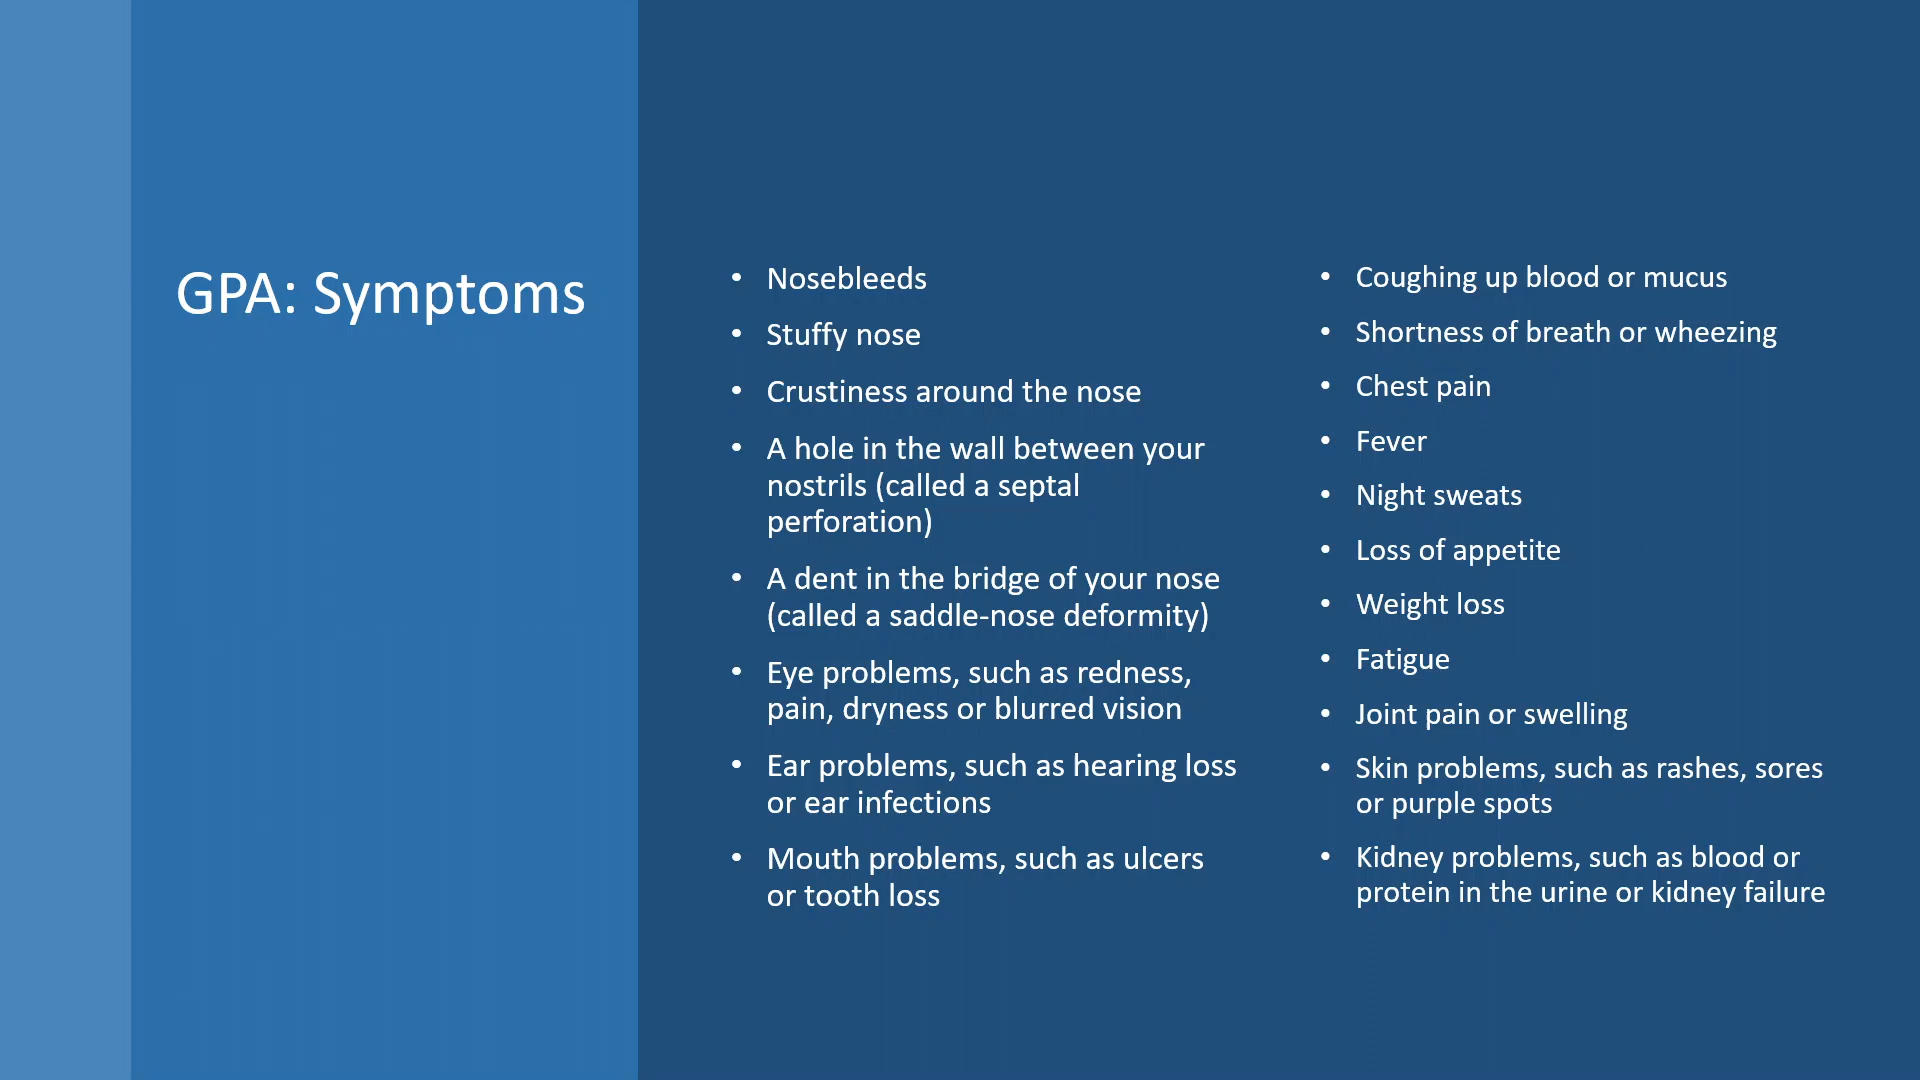 GPA: Symptoms
• Nosebleeds
• Stuffy nose
• Crustiness around the nose
• A hole in the wall between your
nostrils (called a septal
perforation)
• A dent in the bridge of your nose
(called a saddle-nose deformity)
• Eye problems, such as redness,
pain, dryness or blurred vision
• Ear problems, such as hearing loss
or ear infections
• Mouth problems, such as ulcers
or tooth loss
• Coughing up blood or mucus
• Shortness of breath or wheezing
• Chest pain
• Fever
• Night sweats
• Loss of appetite
• Weight loss
• Fatigue
• Joint pain or swelling
• Skin problems, such as rashes, sores
or purple spots
• Kidney problems, such as blood or
protein in the urine or kidney failure